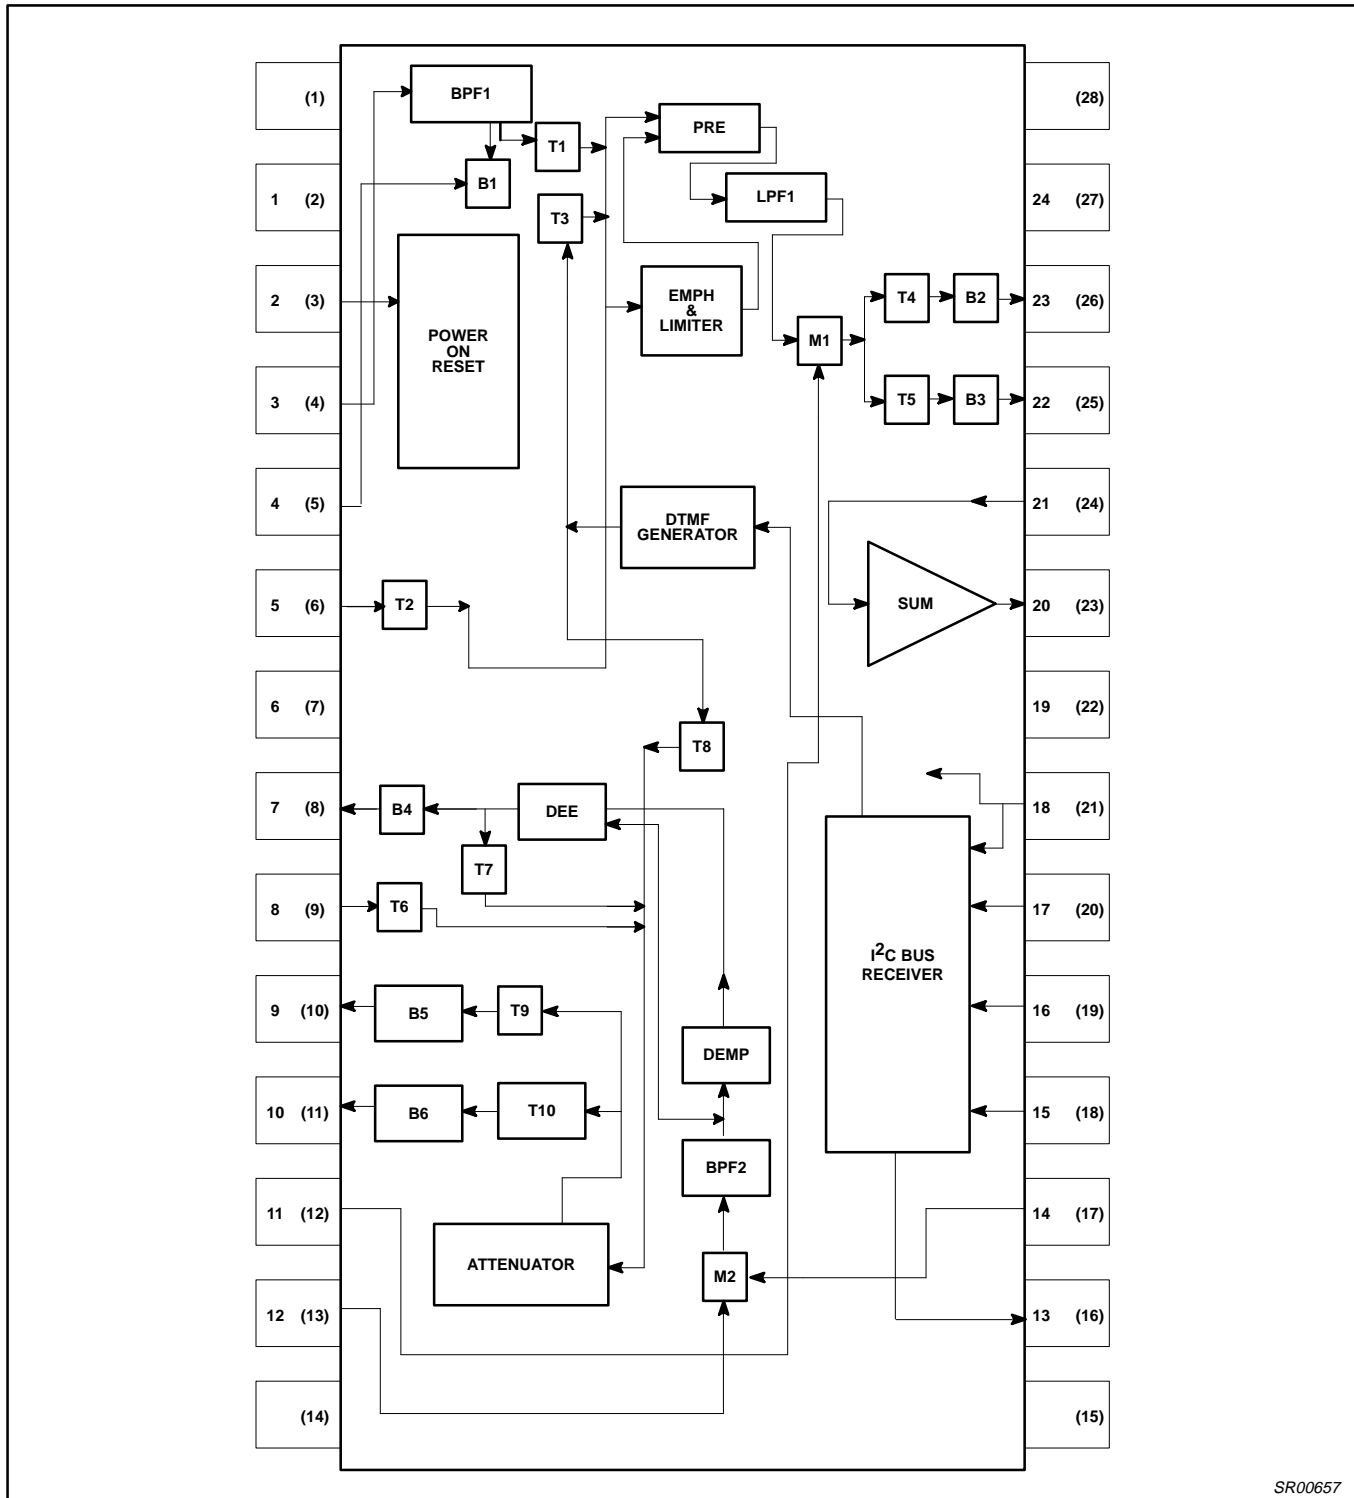 (1)
1 (2)
2 (3)
3 (4)
4 (5)
5 (6)
6 (7)
7 (8)
8 (9)
9 (10)
10 (11)
11 (12)
12 (13)
(14)
BPF1
T1
B1
T3
POWER
ON
RESET
PRE
LPF1
EMPH
&
LIMITER
M1
T4
B2
T5
B3
DTMF
GENERATOR
SUM
T2
T8
B4
DEE
T7
T6
I2C BUS
RECEIVER
B5
T9
DEMP
B6
T10
BPF2
ATTENUATOR
M2
(28)
24 (27)
23 (26)
22 (25)
21 (24)
20 (23)
19 (22)
18 (21)
17 (20)
16 (19)
15 (18)
14 (17)
13 (16)
(15)
SR00657